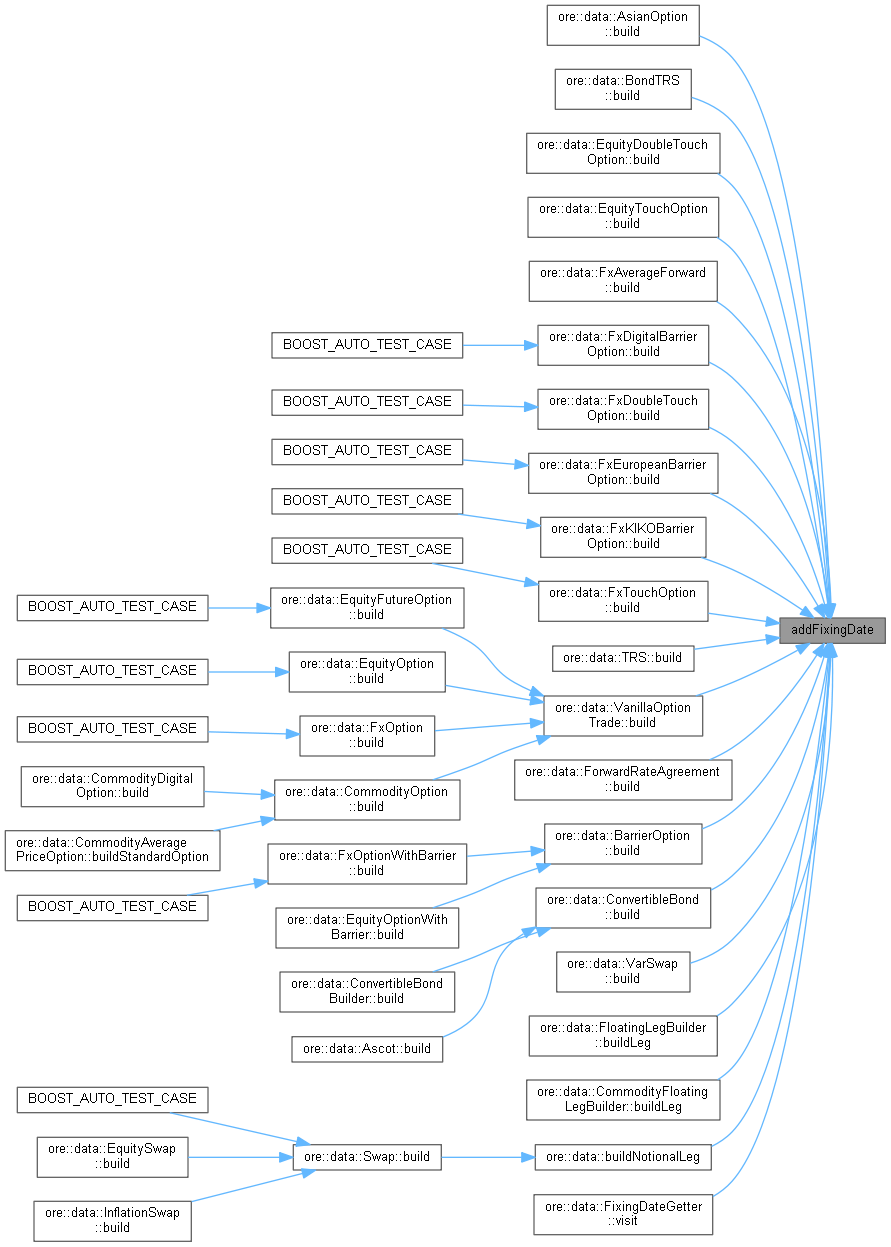 ore::data::AsianOption
::build
ore::data::BondTRS
::build
ore::data::EquityDoubleTouch
Option::build
ore::data::EquityTouchOption
::build
ore::data::FxAverageForward
::build
ore::data::FxDigitalBarrier
Option::build
BOOST_AUTO_TEST_CASE
ore::data::FxDoubleTouch
Option::build
BOOST_AUTO_TEST_CASE
ore::data::FxEuropeanBarrier
Option::build
BOOST_AUTO_TEST_CASE
ore::data::FxKIKOBarrier
Option::build
BOOST_AUTO_TEST_CASE
ore::data::FxTouchOption
::build
BOOST_AUTO_TEST_CASE
addFixingDate
ore::data::TRS::build
BOOST_AUTO_TEST_CASE
ore::data::EquityFutureOption
::build
BOOST_AUTO_TEST_CASE
ore::data::EquityOption
::build
ore::data::VanillaOption
Trade::build
BOOST_AUTO_TEST_CASE
ore::data::FxOption
::build
ore::data::ForwardRateAgreement
::build
ore::data::CommodityDigital
Option::build
ore::data::CommodityOption
::build
ore::data::CommodityAverage
PriceOption::buildStandardOption
ore::data::BarrierOption
::build
ore::data::FxOptionWithBarrier
::build
BOOST_AUTO_TEST_CASE
ore::data::EquityOptionWith
Barrier::build
ore::data::ConvertibleBond
::build
ore::data::VarSwap
::build
ore::data::ConvertibleBond
Builder::build
ore::data::Ascot::build
ore::data::FloatingLegBuilder
::buildLeg
ore::data::CommodityFloating
LegBuilder::buildLeg
BOOST_AUTO_TEST_CASE
ore::data::EquitySwap
::build
ore::data::Swap::build
ore::data::buildNotionalLeg
ore::data::InflationSwap
::build
ore::data::FixingDateGetter
::visit